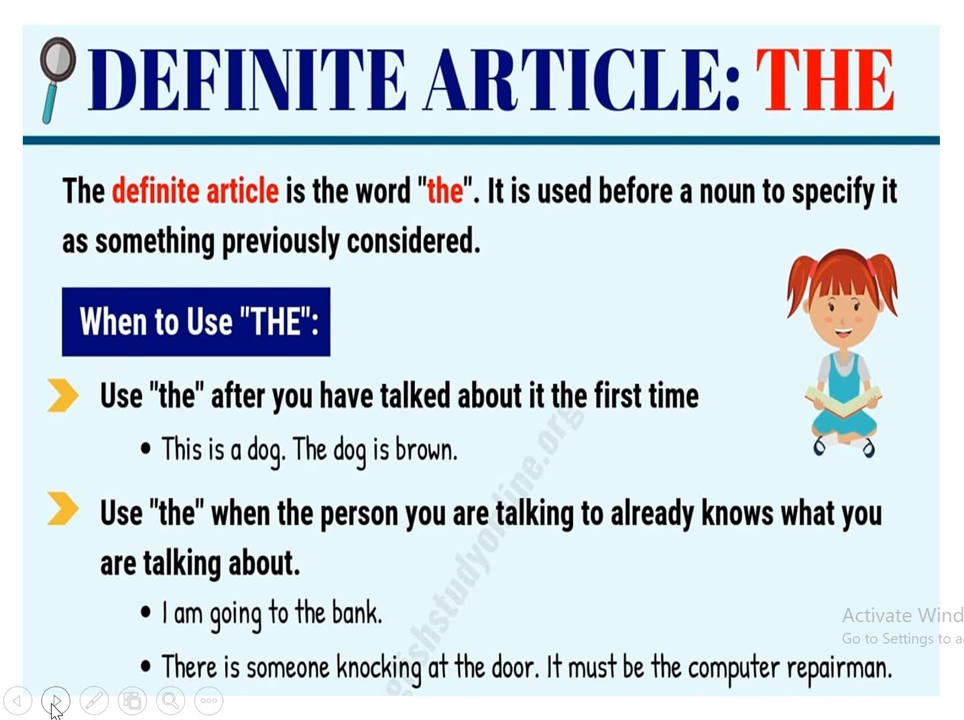 DEFINITE ARTICLE: THE
The definite article is the word "the". It is used before a noun to specify it
as something previously considered.
When to Use "THE":
Use "the" after you have talked about it the first time
• This is a dog. The dog is brown.
Use "the" when the person you are talking to already knows what you
are talking about.
• I am going to the bank.
• There is someone knocking at the door. It must be the computer repairman.
Activate Wind
Go to Settings to a